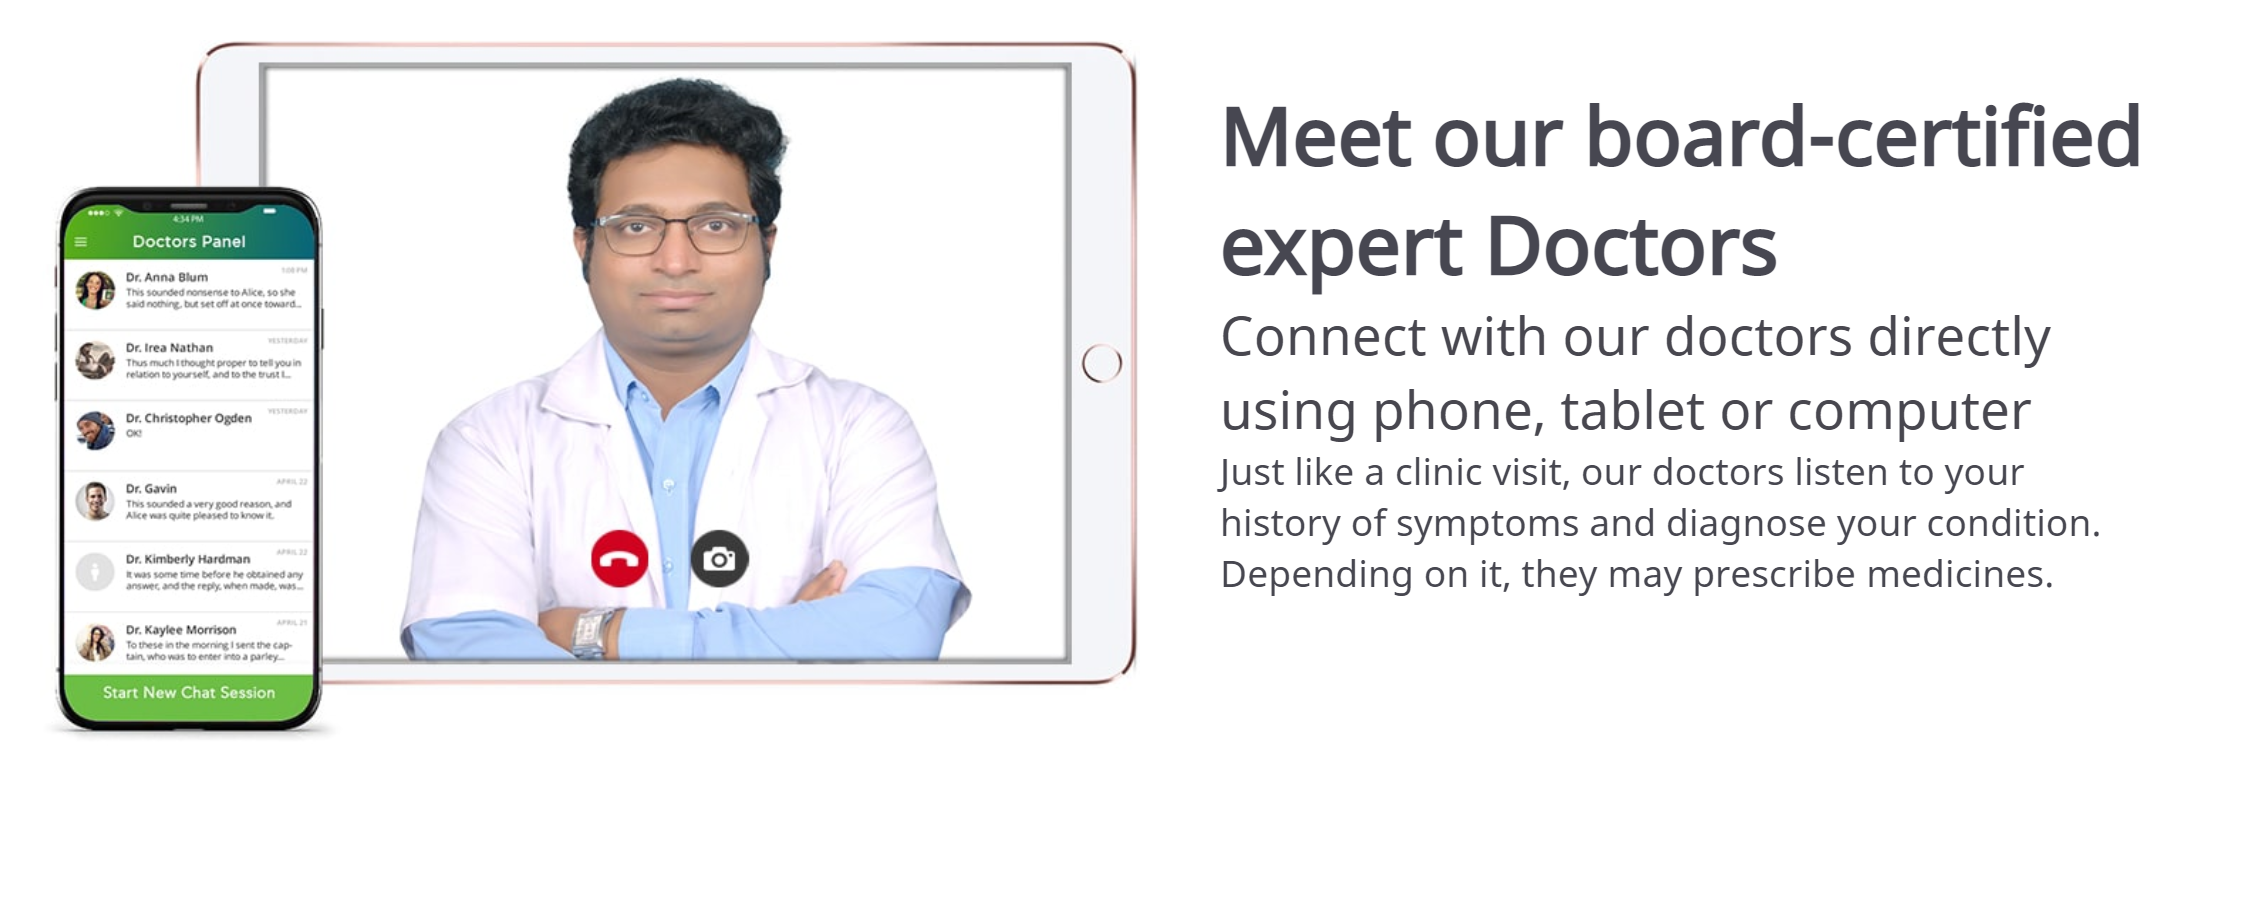 4:34 PM
Doctors Panel
Dr. Anna Blum
1:08 PM
This sounded nonsense to Alice, so she
said nothing, but set off at once toward...
Dr. Irea Nathan
YESTERDAY
Thus much I thought proper to tell you in
relation to yourself, and to the trust I...
Dr. Christopher Ogden
YESTERDAY
OK!
Dr. Gavin
APRIL 22
This sounded a very good reason, and
Alice was quite pleased to know it.
Dr. Kimberly Hardman
APRIL 22
It was some time before he obtained any
answer, and the reply, when made, was...
Dr. Kaylee Morrison
APRIL 21
To these in the morning I sent the cap-
tain, who was to enter into a parley...
Start New Chat Session
Meet our board-certified
expert Doctors
Connect with our doctors directly
using phone, tablet or computer
Just like a clinic visit, our doctors listen to your
history of symptoms and diagnose your condition.
Depending on it, they may prescribe medicines.